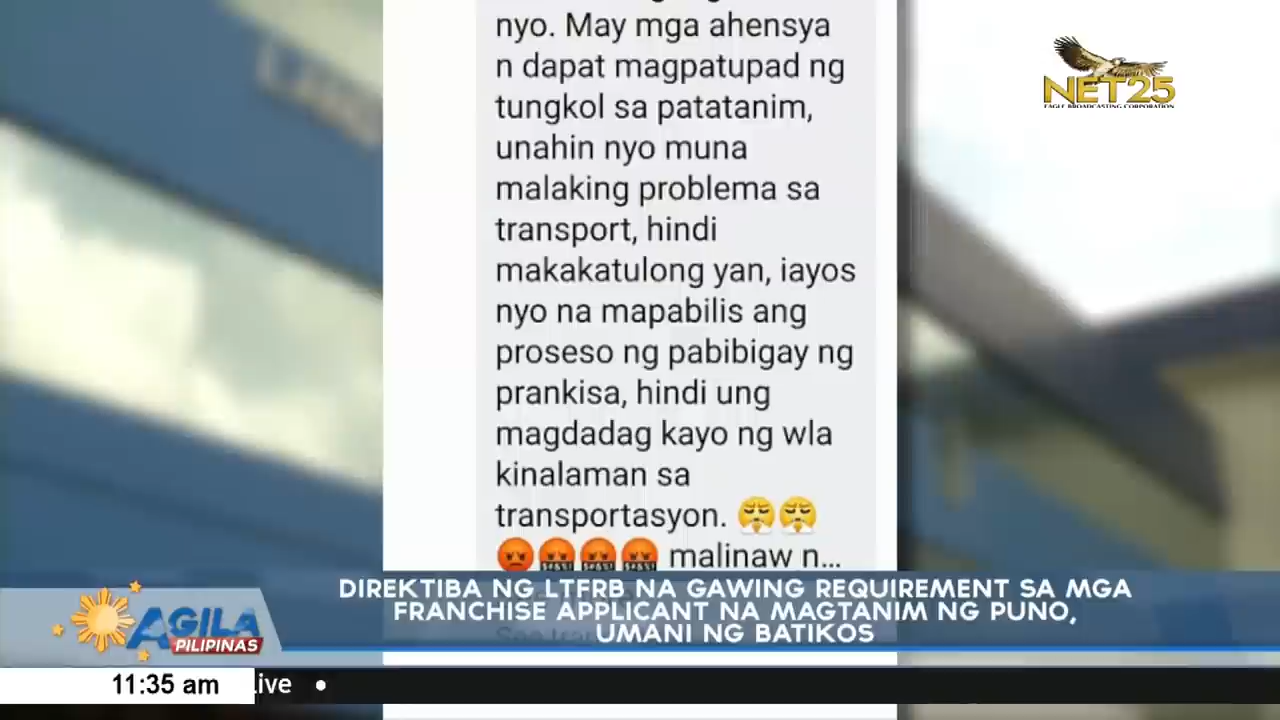 nyo. May mga ahensya
n dapat magpatupad ng
tungkol sa patatanim,
unahin nyo muna
malaking problema sa
transport, hindi
makakatulong yan, iayos
nyo na mapabilis ang
proseso ng pabibigay ng
prankisa, hindi ung
magdadag kayo ng wla
kinalaman sa
transportasyon. 😤😤
😡🤬🤬🤬 malinaw n...
NET25
EAGLE BROADCASTING CORPORATION
DIREKTIBA NG LTFRB NA GAWING REQUIREMENT SA MGA
FRANCHISE APPLICANT NA MAGTANIM NG PUNO,
UMANI NG BATIKOS
AGILA
PILIPINAS
11:35 am
Live •